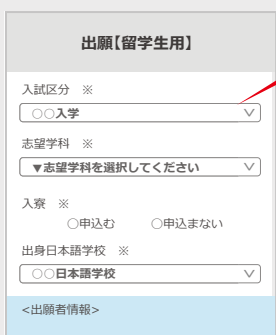 出願【留学生用】
入試区分 ※
○○入学
志望学科 ※
▼志望学科を選択してください
入寮 ※
○申込む ○申込まない
出身日本語学校 ※
○○日本語学校
<出願者情報>